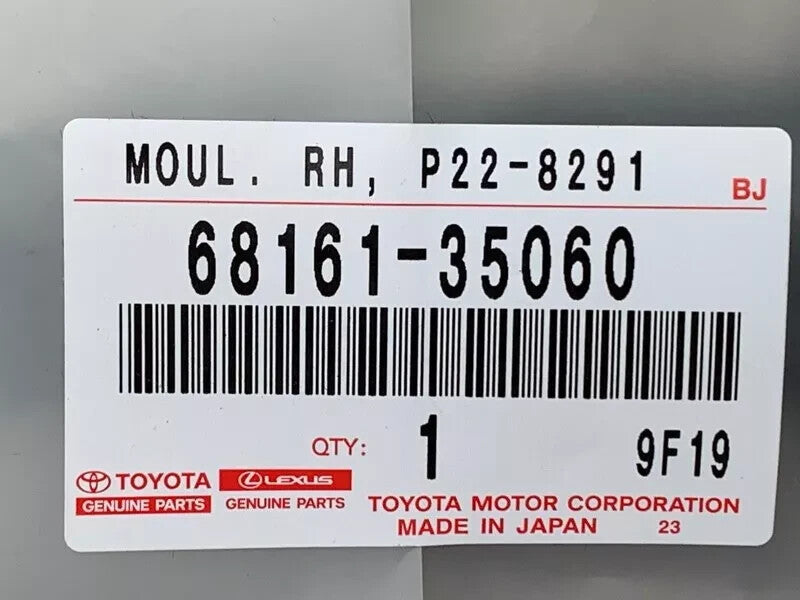 MOUL. RH, P22-8291
BJ
68161-35060
QTY: 1 9F19
TOYOTA LEXUS
GENUINE PARTS GENUINE PARTS
TOYOTA MOTOR CORPORATION
MADE IN JAPAN 23